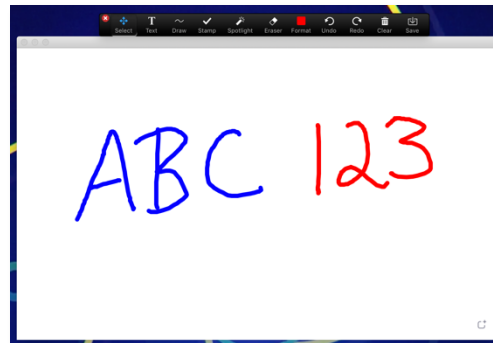 Select Text Draw Stamp Spotlight Eraser Format Undo Redo Clear Save
ABC 123